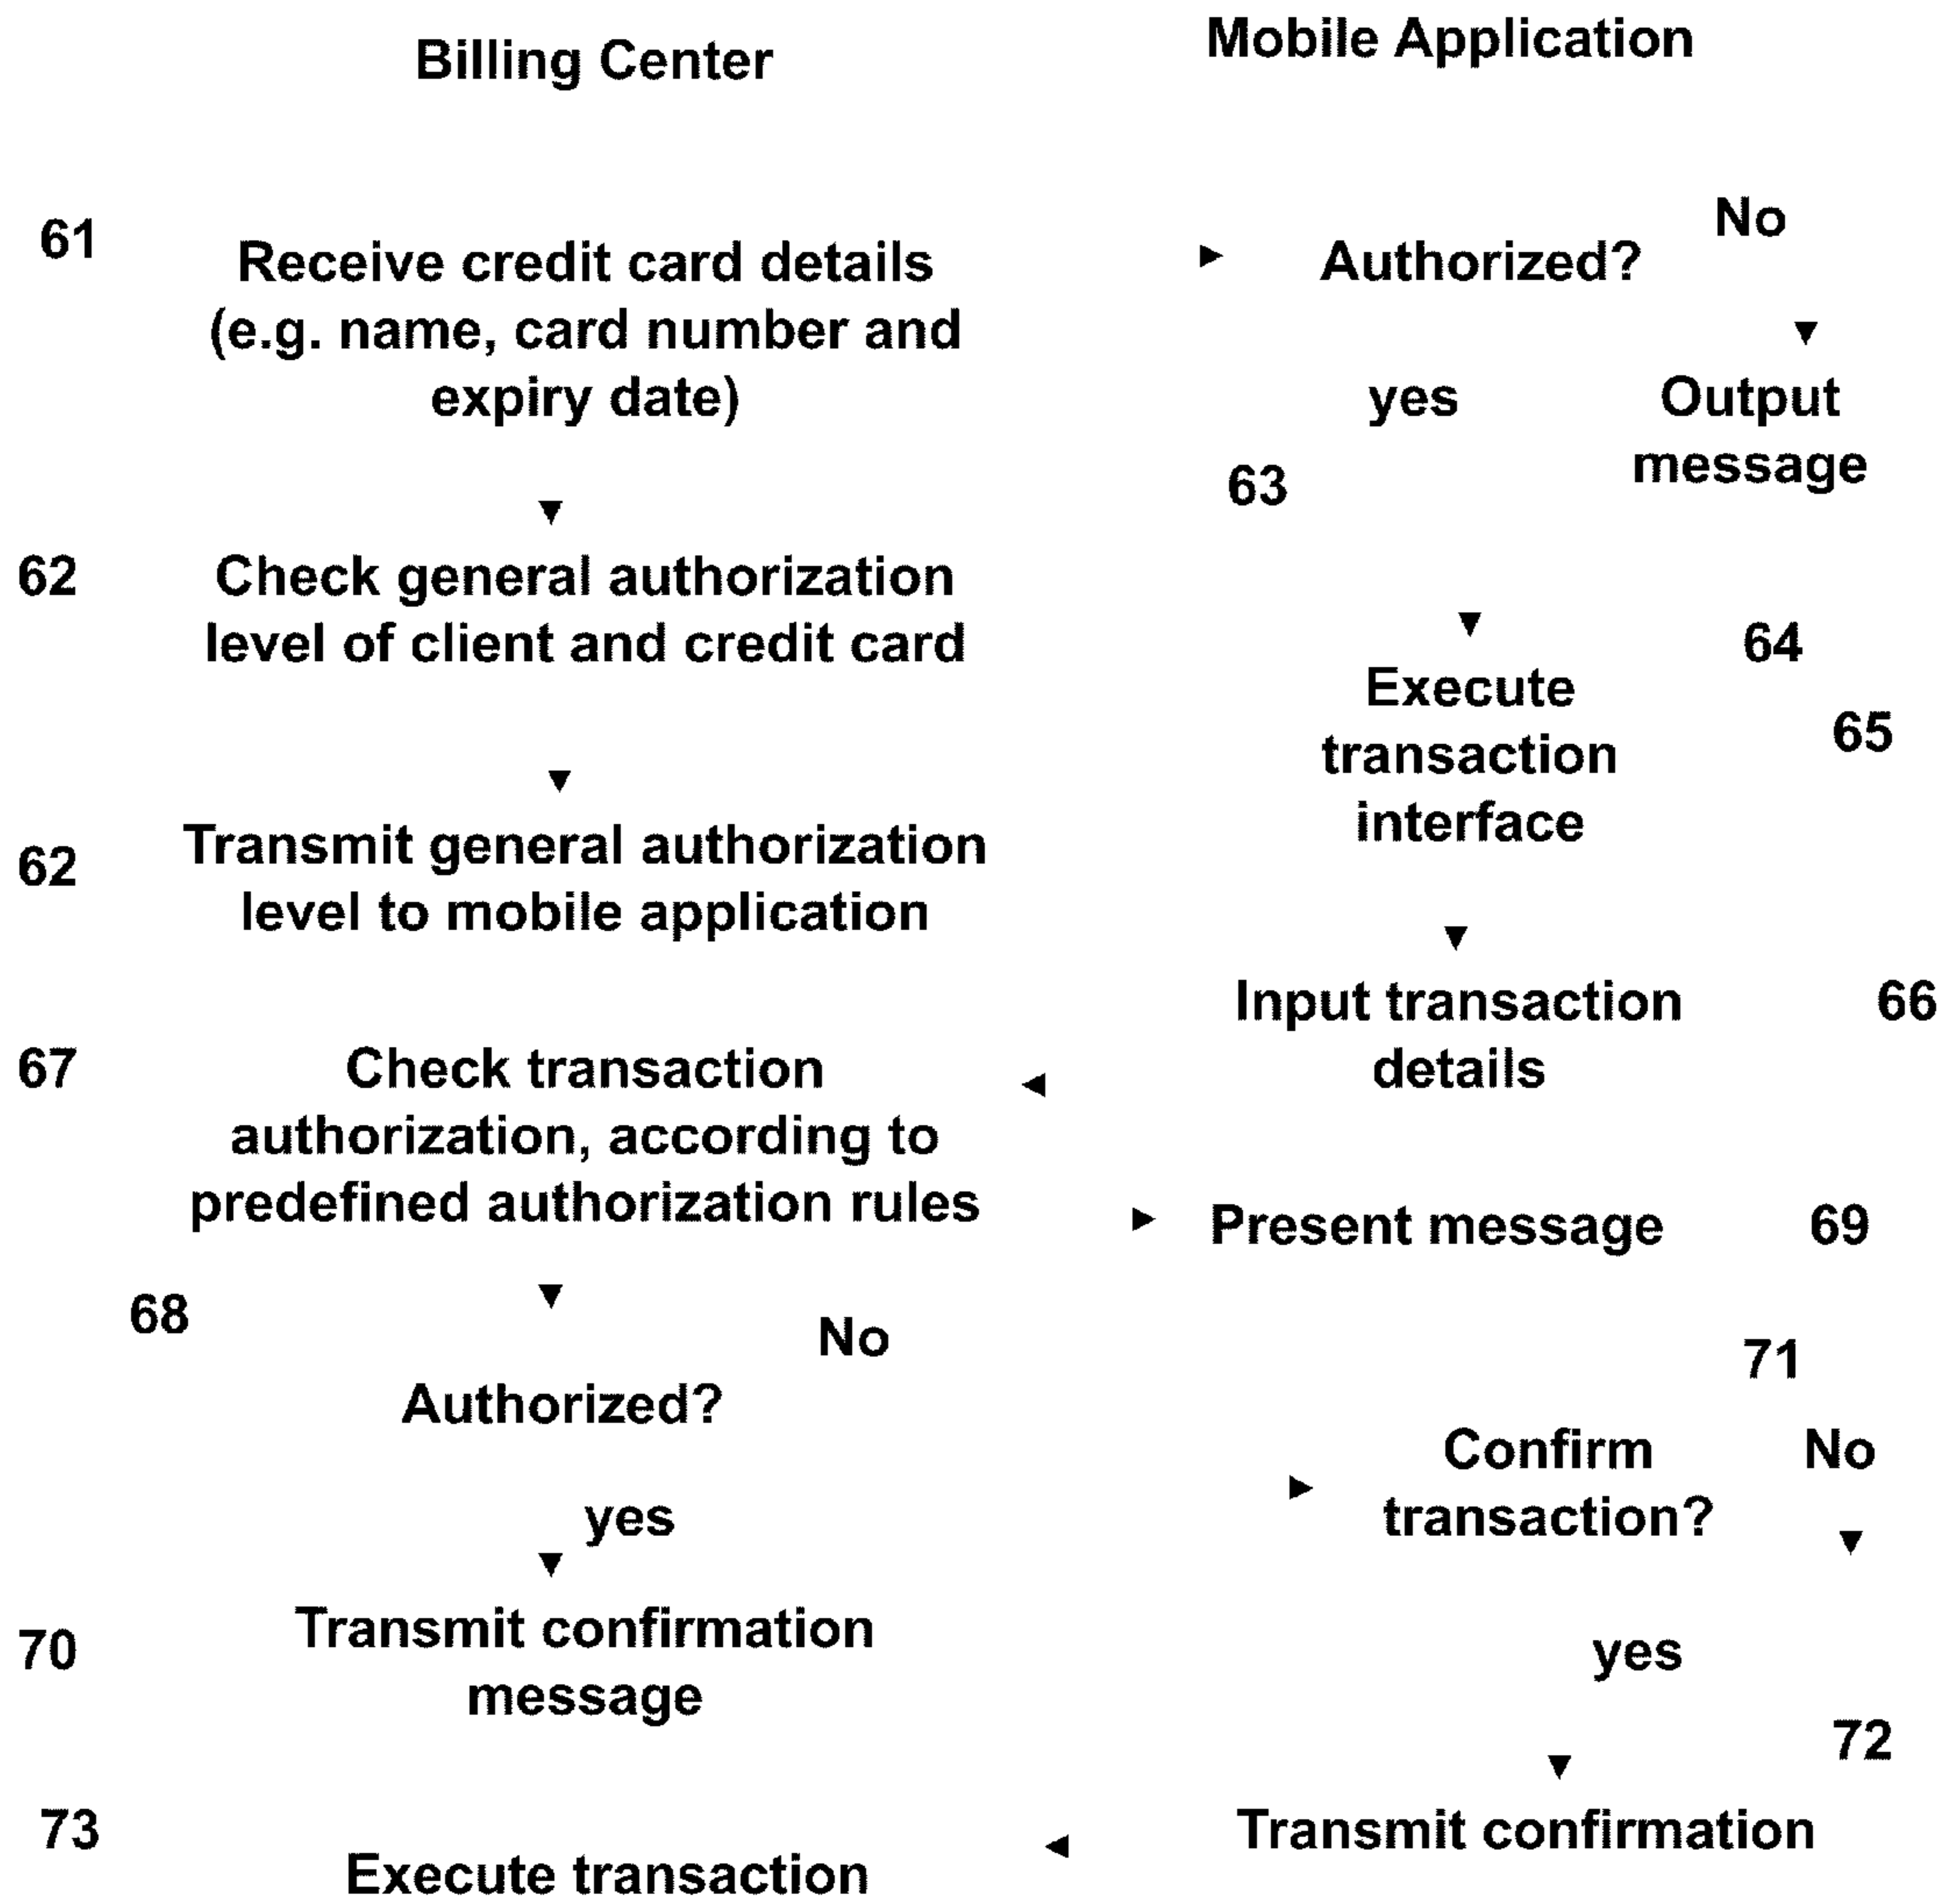 Billing Center
Mobile Application
61
Receive credit card details
(e.g. name, card number and
expiry date)
62
Check general authorization
level of client and credit card
62
Transmit general authorization
level to mobile application
Authorized?
No
yes
Output
message
63
64
Execute
transaction
interface
65
Input transaction
details
66
67
Check transaction
authorization, according to
predefined authorization rules
Present message
69
68
No
Authorized?
yes
70
Transmit confirmation
message
71
Confirm
transaction?
No
yes
72
Transmit confirmation
73
Execute transaction